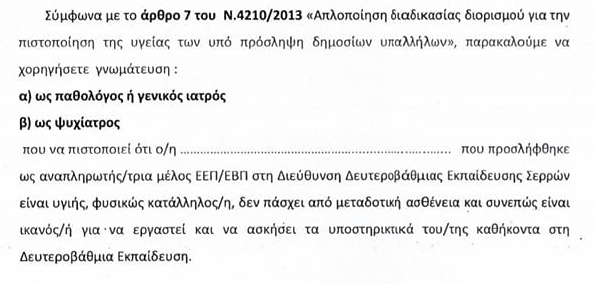 Σύμφωνα με το άρθρο 7 του Ν.4210/2013 «Απλοποίηση διαδικασίας διορισμού για την
πιστοποίηση της υγείας των υπό πρόσληψη δημοσίων υπαλλήλων», παρακαλούμε να
χορηγήσετε γνωμάτευση :
α) ως παθολόγος ή γενικός ιατρός
β) ως ψυχίατρος
που να πιστοποιεί ότι ο/η ........................................................................ που προσλήφθηκε
ως αναπληρωτής/τρια μέλος ΕΕΠ/ΕΒΠ στη Διεύθυνση Δευτεροβάθμιας Εκπαίδευσης Σερρών
είναι υγιής, φυσικώς κατάλληλος/η, δεν πάσχει από μεταδοτική ασθένεια και συνεπώς είναι
ικανός/ή για να εργαστεί και να ασκήσει τα υποστηρικτικά του/της καθήκοντα στη
Δευτεροβάθμια Εκπαίδευση.